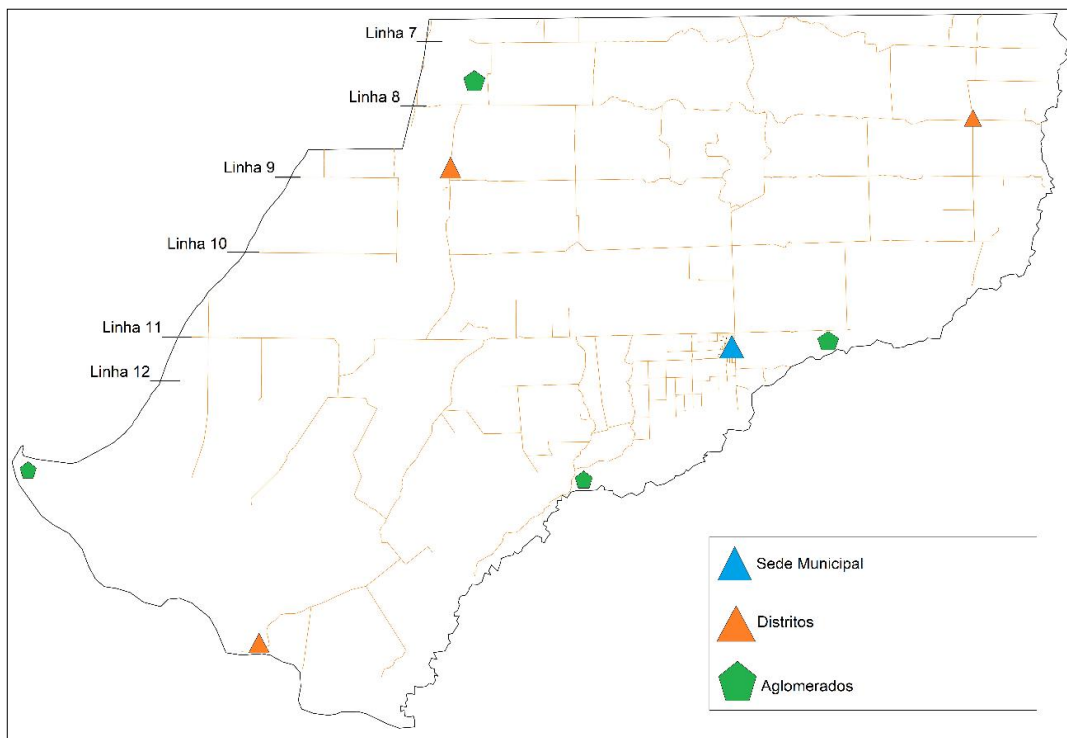 Linha 7
Linha 8
Linha 9
Linha 10
Linha 11
Linha 12
Sede Municipal
Distritos
Aglomerados